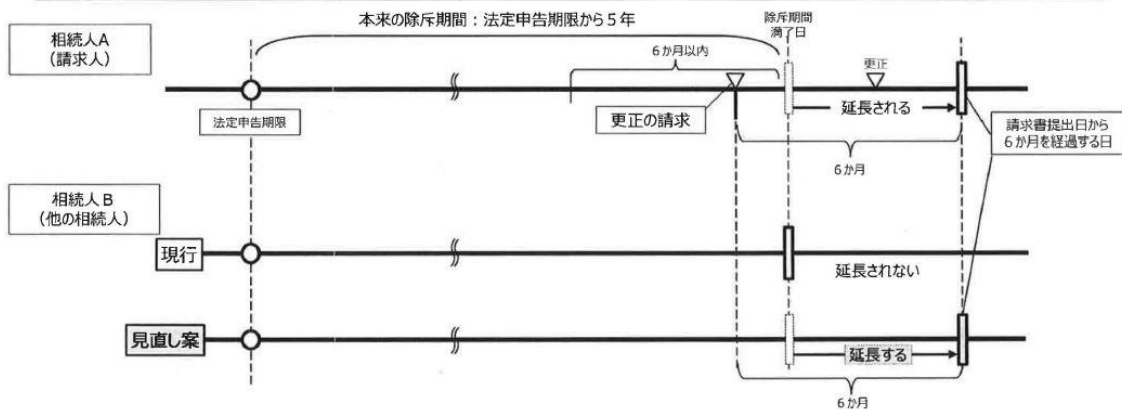 本来の除斥期間：法定申告期限から５年
除斥期間
満了日
相続人A
（請求人）
６か月以内
更正
法定申告期限
更正の請求
延長される
６か月
請求書提出日から
６か月を経過する日
相続人B
（他の相続人）
現行
延長されない
見直し案
延長する
６か月